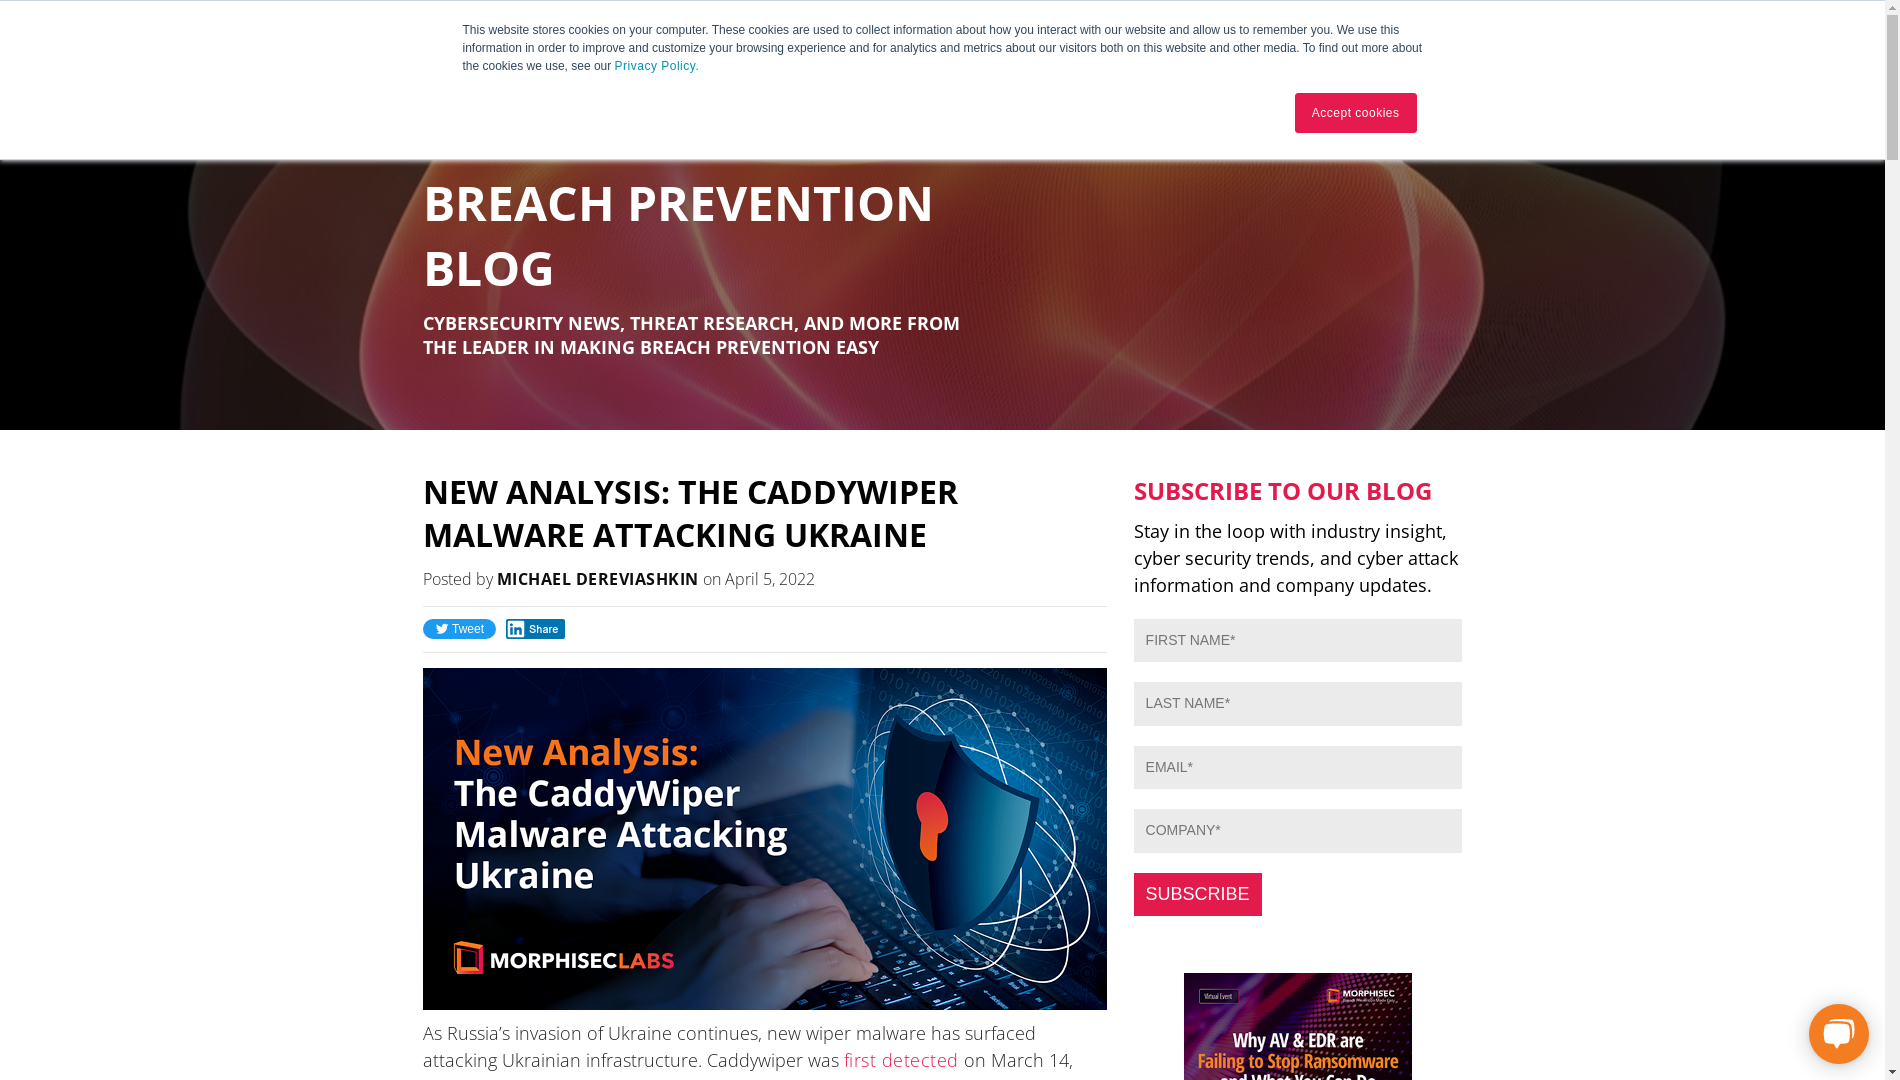 This website stores cookies on your computer. These cookies are used to collect information about how you interact with our website and allow us to remember you. We use this
information in order to improve and customize your browsing experience and for analytics and metrics about our visitors both on this website and other media. To find out more about
the cookies we use, see our Privacy Policy.
Accept cookies
BREACH PREVENTION
BLOG
CYBERSECURITY NEWS, THREAT RESEARCH, AND MORE FROM
THE LEADER IN MAKING BREACH PREVENTION EASY
NEW ANALYSIS: THE CADDYWIPER
MALWARE ATTACKING UKRAINE
Posted by MICHAEL DEREVIASHKIN on April 5, 2022
Tweet
in Share
New Analysis:
The CaddyWiper
Malware Attacking
Ukraine
MORPHISECLABS
As Russia’s invasion of Ukraine continues, new wiper malware has surfaced
attacking Ukrainian infrastructure. Caddywiper was first detected on March 14,
SUBSCRIBE TO OUR BLOG
Stay in the loop with industry insight,
cyber security trends, and cyber attack
information and company updates.
FIRST NAME*
LAST NAME*
EMAIL*
COMPANY*
SUBSCRIBE
Virtual Event
MORPHISEC
Why AV & EDR are
Failing to Stop Ransomware
and What You Can Do